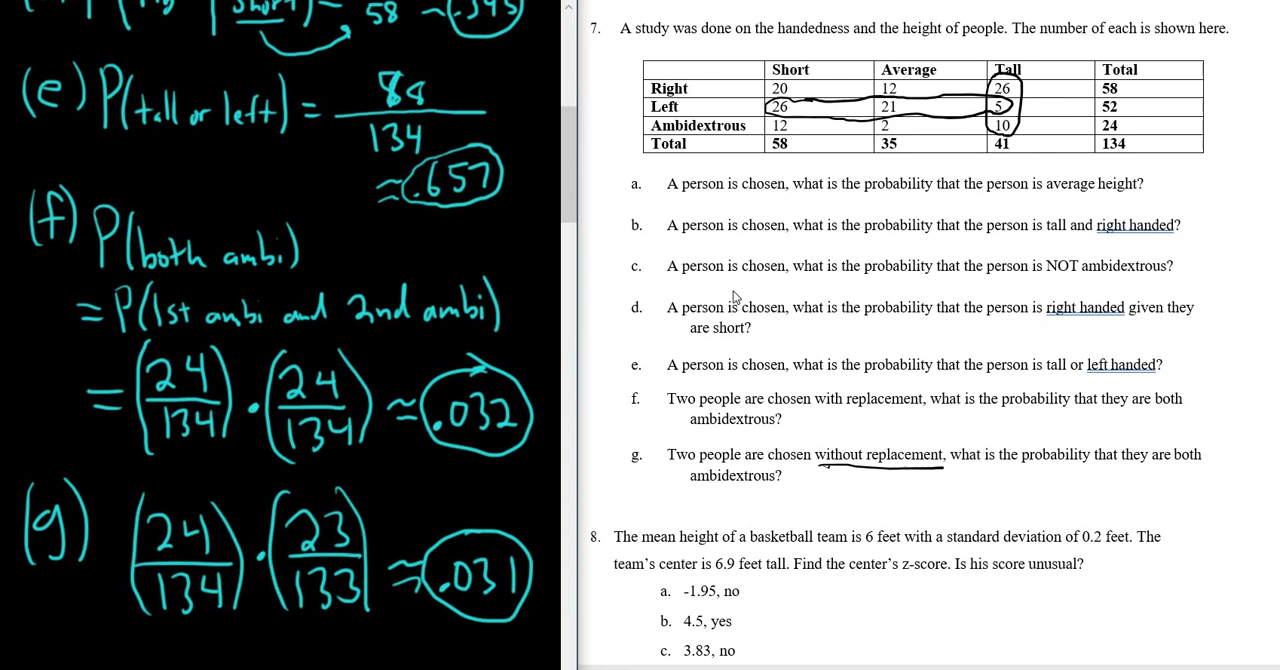 58 ≈ .345
(e) P(tall or left) = 88/134
≈ .657
(f) P(both ambi)
= P(1st ambi and 2nd ambi)
= (24/134) · (24/134) ≈ .032
(g) (24/134) · (23/133) ≈ .031
7. A study was done on the handedness and the height of people. The number of each is shown here.
Short Average Tall Total
Right 20 12 26 58
Left 26 21 5 52
Ambidextrous 12 2 10 24
Total 58 35 41 134
a. A person is chosen, what is the probability that the person is average height?
b. A person is chosen, what is the probability that the person is tall and right handed?
c. A person is chosen, what is the probability that the person is NOT ambidextrous?
d. A person is chosen, what is the probability that the person is right handed given they
are short?
e. A person is chosen, what is the probability that the person is tall or left handed?
f. Two people are chosen with replacement, what is the probability that they are both
ambidextrous?
g. Two people are chosen without replacement, what is the probability that they are both
ambidextrous?
8. The mean height of a basketball team is 6 feet with a standard deviation of 0.2 feet. The
team's center is 6.9 feet tall. Find the center's z-score. Is his score unusual?
a. -1.95, no
b. 4.5, yes
c. 3.83, no